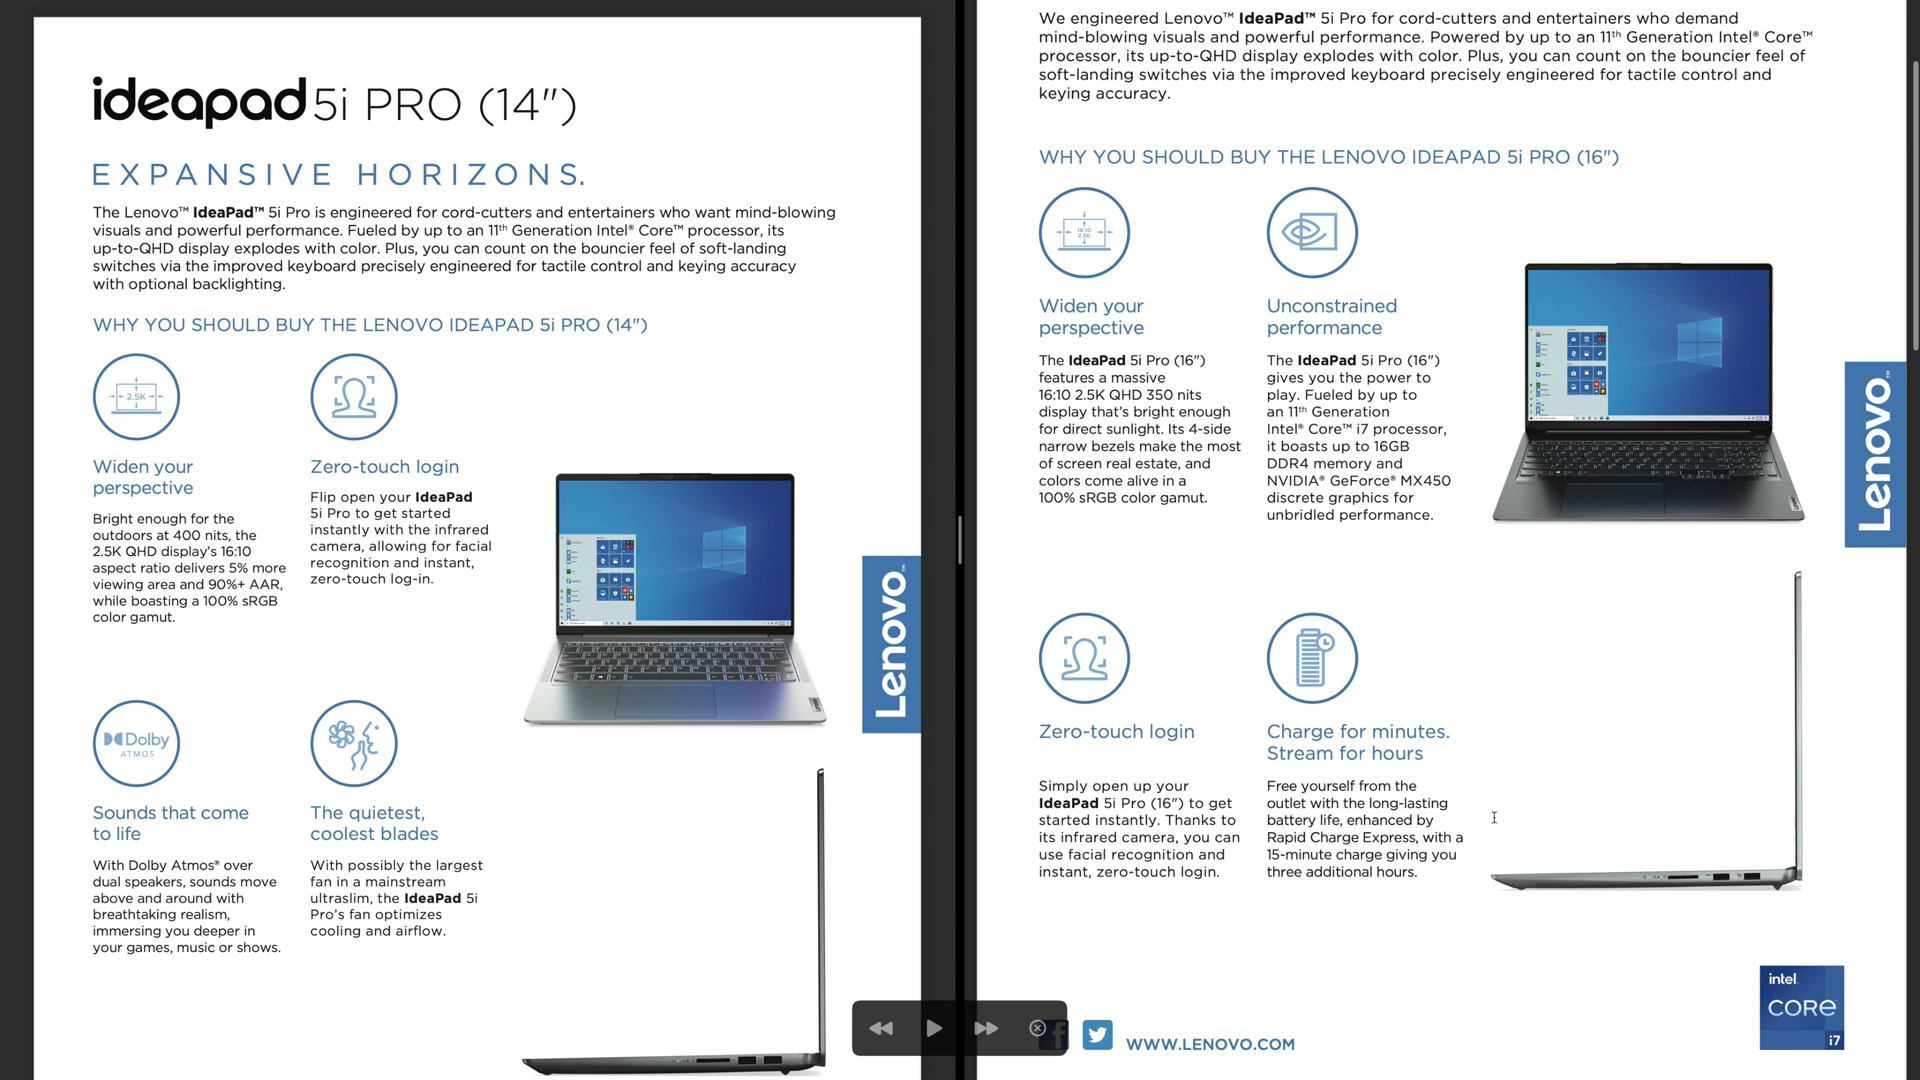 ideapad 5i PRO (14")
EXPANSIVE HORIZONS.
The Lenovo™ IdeaPad™ 5i Pro is engineered for cord-cutters and entertainers who want mind-blowing
visuals and powerful performance. Fueled by up to an 11th Generation Intel® Core™ processor, its
up-to-QHD display explodes with color. Plus, you can count on the bouncier feel of soft-landing
switches via the improved keyboard precisely engineered for tactile control and keying accuracy
with optional backlighting.
WHY YOU SHOULD BUY THE LENOVO IDEAPAD 5i PRO (14")
2.5K
Widen your
perspective
Bright enough for the
outdoors at 400 nits, the
2.5K QHD display's 16:10
aspect ratio delivers 5% more
viewing area and 90%+ AAR,
while boasting a 100% sRGB
color gamut.
Zero-touch login
Flip open your IdeaPad
5i Pro to get started
instantly with the infrared
camera, allowing for facial
recognition and instant,
zero-touch log-in.
Dolby
ATMOS
Sounds that come
to life
With Dolby Atmos® over
dual speakers, sounds move
above and around with
breathtaking realism,
immersing you deeper in
your games, music or shows.
The quietest,
coolest blades
With possibly the largest
fan in a mainstream
ultraslim, the IdeaPad 5i
Pro's fan optimizes
cooling and airflow.
Lenovo™
We engineered Lenovo™ IdeaPad™ 5i Pro for cord-cutters and entertainers who demand
mind-blowing visuals and powerful performance. Powered by up to an 11th Generation Intel® Core™
processor, its up-to-QHD display explodes with color. Plus, you can count on the bouncier feel of
soft-landing switches via the improved keyboard precisely engineered for tactile control and
keying accuracy.
WHY YOU SHOULD BUY THE LENOVO IDEAPAD 5i PRO (16")
16:10
2.5K
Widen your
perspective
The IdeaPad 5i Pro (16")
features a massive
16:10 2.5K QHD 350 nits
display that's bright enough
for direct sunlight. Its 4-side
narrow bezels make the most
of screen real estate, and
colors come alive in a
100% sRGB color gamut.
Unconstrained
performance
The IdeaPad 5i Pro (16")
gives you the power to
play. Fueled by up to
an 11th Generation
Intel® Core™ i7 processor,
it boasts up to 16GB
DDR4 memory and
NVIDIA® GeForce® MX450
discrete graphics for
unbridled performance.
Zero-touch login
Simply open up your
IdeaPad 5i Pro (16") to get
started instantly. Thanks to
its infrared camera, you can
use facial recognition and
instant, zero-touch login.
Charge for minutes.
Stream for hours
Free yourself from the
outlet with the long-lasting
battery life, enhanced by
Rapid Charge Express, with a
15-minute charge giving you
three additional hours.
Lenovo™
WWW.LENOVO.COM
intel
CORE
i7